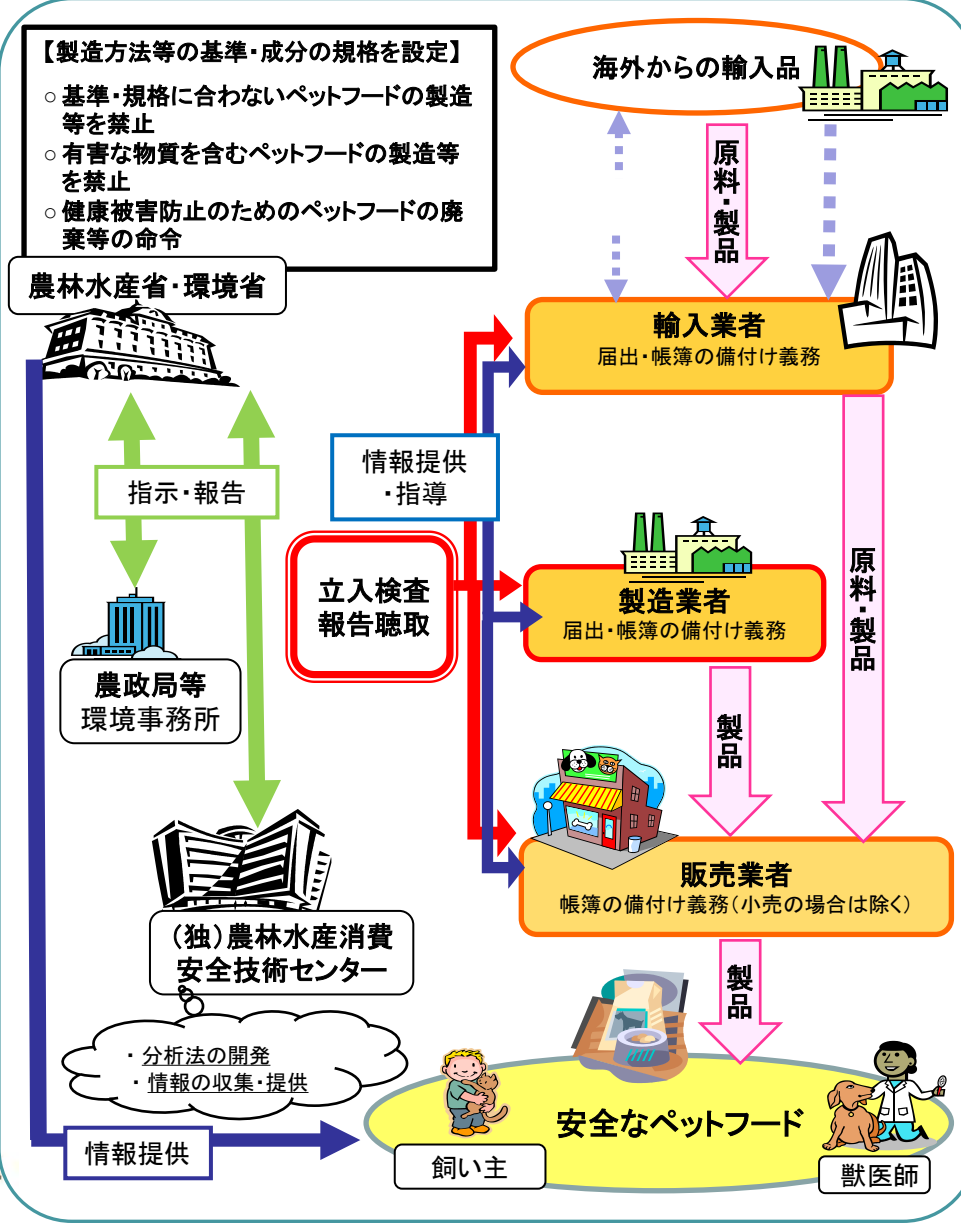 【製造方法等の基準・成分の規格を設定】
○ 基準・規格に合わないペットフードの製造
等を禁止
○ 有害な物質を含むペットフードの製造等
を禁止
○ 健康被害防止のためのペットフードの廃
棄等の命令
農林水産省・環境省
海外からの輸入品
原料・製品
輸入業者
届出・帳簿の備付け義務
情報提供
・指導
指示・報告
立入検査
報告聴取
製造業者
届出・帳簿の備付け義務
原料・製品
農政局等
環境事務所
製品
販売業者
帳簿の備付け義務(小売の場合は除く)
(独)農林水産消費
安全技術センター
製品
・ 分析法の開発
・ 情報の収集・提供
安全なペットフード
情報提供
飼い主
獣医師